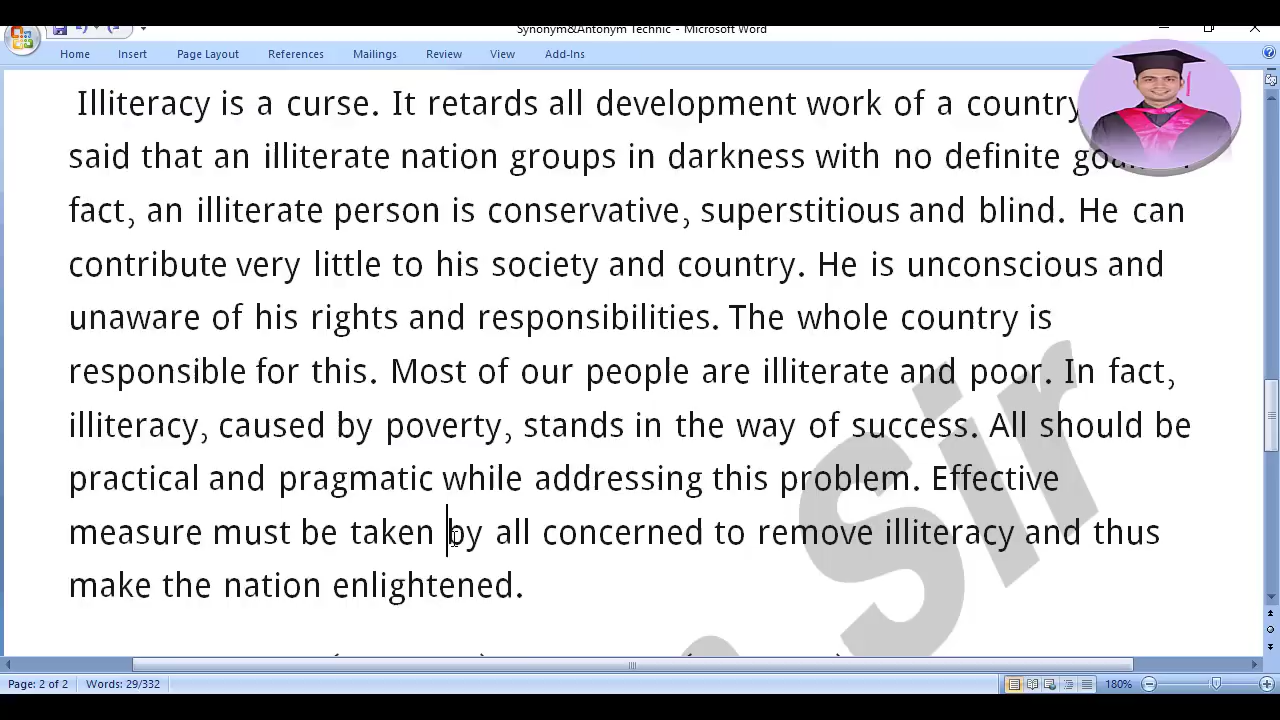 Synonym&Antonym Technic - Microsoft Word
Home Insert Page Layout References Mailings Review View Add-Ins
Illiteracy is a curse. It retards all development work of a country
said that an illiterate nation groups in darkness with no definite
fact, an illiterate person is conservative, superstitious and blind. He can
contribute very little to his society and country. He is unconscious and
unaware of his rights and responsibilities. The whole country is
responsible for this. Most of our people are illiterate and poor. In fact,
illiteracy, caused by poverty, stands in the way of success. All should be
practical and pragmatic while addressing this problem. Effective
measure must be taken by all concerned to remove illiteracy and thus
make the nation enlightened.
Sir
Page: 2 of 2 Words: 29/332 180%